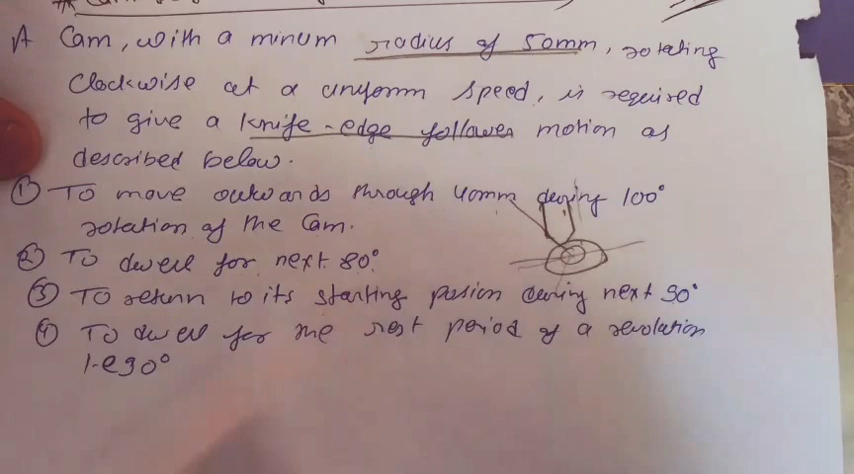 A Cam, with a minum radius of 50mm, rotating
Clockwise at a uniform speed, is required
to give a knife-edge follower motion as
described below.
① To move outwards through 40mm during 100°
rotation of the Cam.
② To dwell for next 80°
③ To return to its starting posion during next 90°
④ To dwell for the rest period of a revolution
i.e 90°